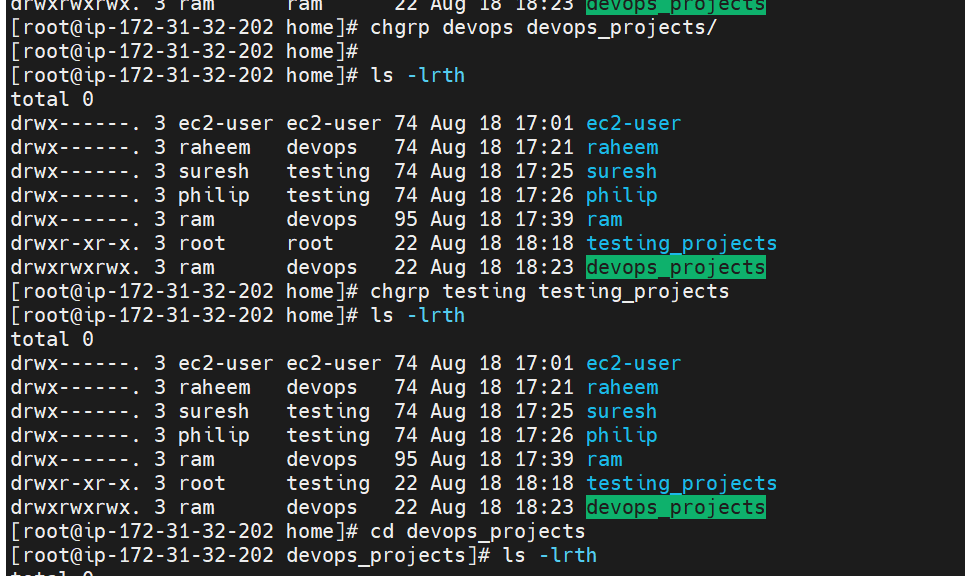 drwxrwxrwx. 3 ram      ram      22 Aug 18 18:23 devops_projects
[root@ip-172-31-32-202 home]# chgrp devops devops_projects/
[root@ip-172-31-32-202 home]#
[root@ip-172-31-32-202 home]# ls -lrth
total 0
drwx------. 3 ec2-user ec2-user 74 Aug 18 17:01 ec2-user
drwx------. 3 raheem   devops   74 Aug 18 17:21 raheem
drwx------. 3 suresh   testing  74 Aug 18 17:25 suresh
drwx------. 3 philip   testing  74 Aug 18 17:26 philip
drwx------. 3 ram      devops   95 Aug 18 17:39 ram
drwxr-xr-x. 3 root     root     22 Aug 18 18:18 testing_projects
drwxrwxrwx. 3 ram      devops   22 Aug 18 18:23 devops_projects
[root@ip-172-31-32-202 home]# chgrp testing testing_projects
[root@ip-172-31-32-202 home]# ls -lrth
total 0
drwx------. 3 ec2-user ec2-user 74 Aug 18 17:01 ec2-user
drwx------. 3 raheem   devops   74 Aug 18 17:21 raheem
drwx------. 3 suresh   testing  74 Aug 18 17:25 suresh
drwx------. 3 philip   testing  74 Aug 18 17:26 philip
drwx------. 3 ram      devops   95 Aug 18 17:39 ram
drwxr-xr-x. 3 root     testing  22 Aug 18 18:18 testing_projects
drwxrwxrwx. 3 ram      devops   22 Aug 18 18:23 devops_projects
[root@ip-172-31-32-202 home]# cd devops_projects
[root@ip-172-31-32-202 devops_projects]# ls -lrth
total 0